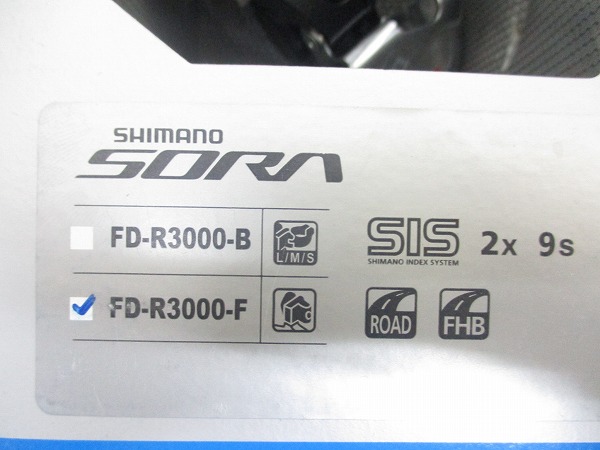 SHIMANO
SORA
FD-R3000-B
L/M/S
SIS
SHIMANO INDEX SYSTEM
2x 9s
FD-R3000-F
ROAD
FHB